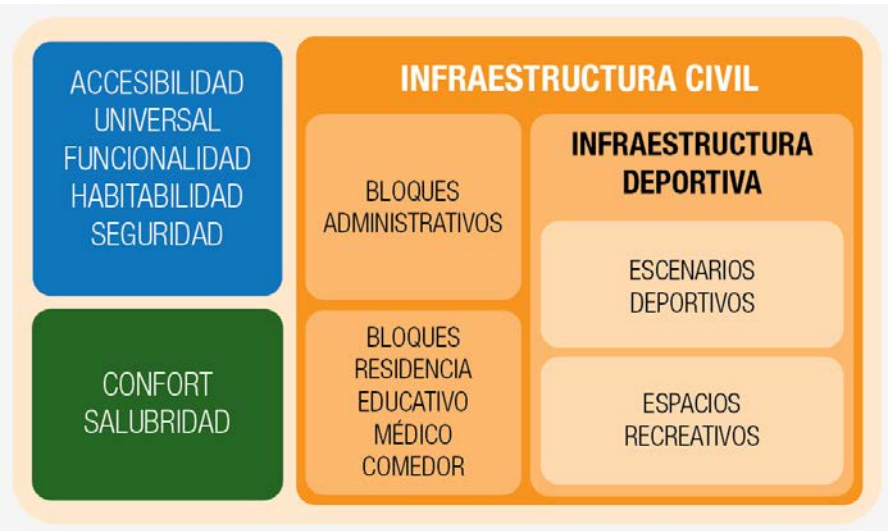 ACCESIBILIDAD
UNIVERSAL
FUNCIONALIDAD
HABITABILIDAD
SEGURIDAD
CONFORT
SALUBRIDAD
INFRAESTRUCTURA CIVIL
BLOQUES
ADMINISTRATIVOS
BLOQUES
RESIDENCIA
EDUCATIVO
MÉDICO
COMEDOR
INFRAESTRUCTURA
DEPORTIVA
ESCENARIOS
DEPORTIVOS
ESPACIOS
RECREATIVOS